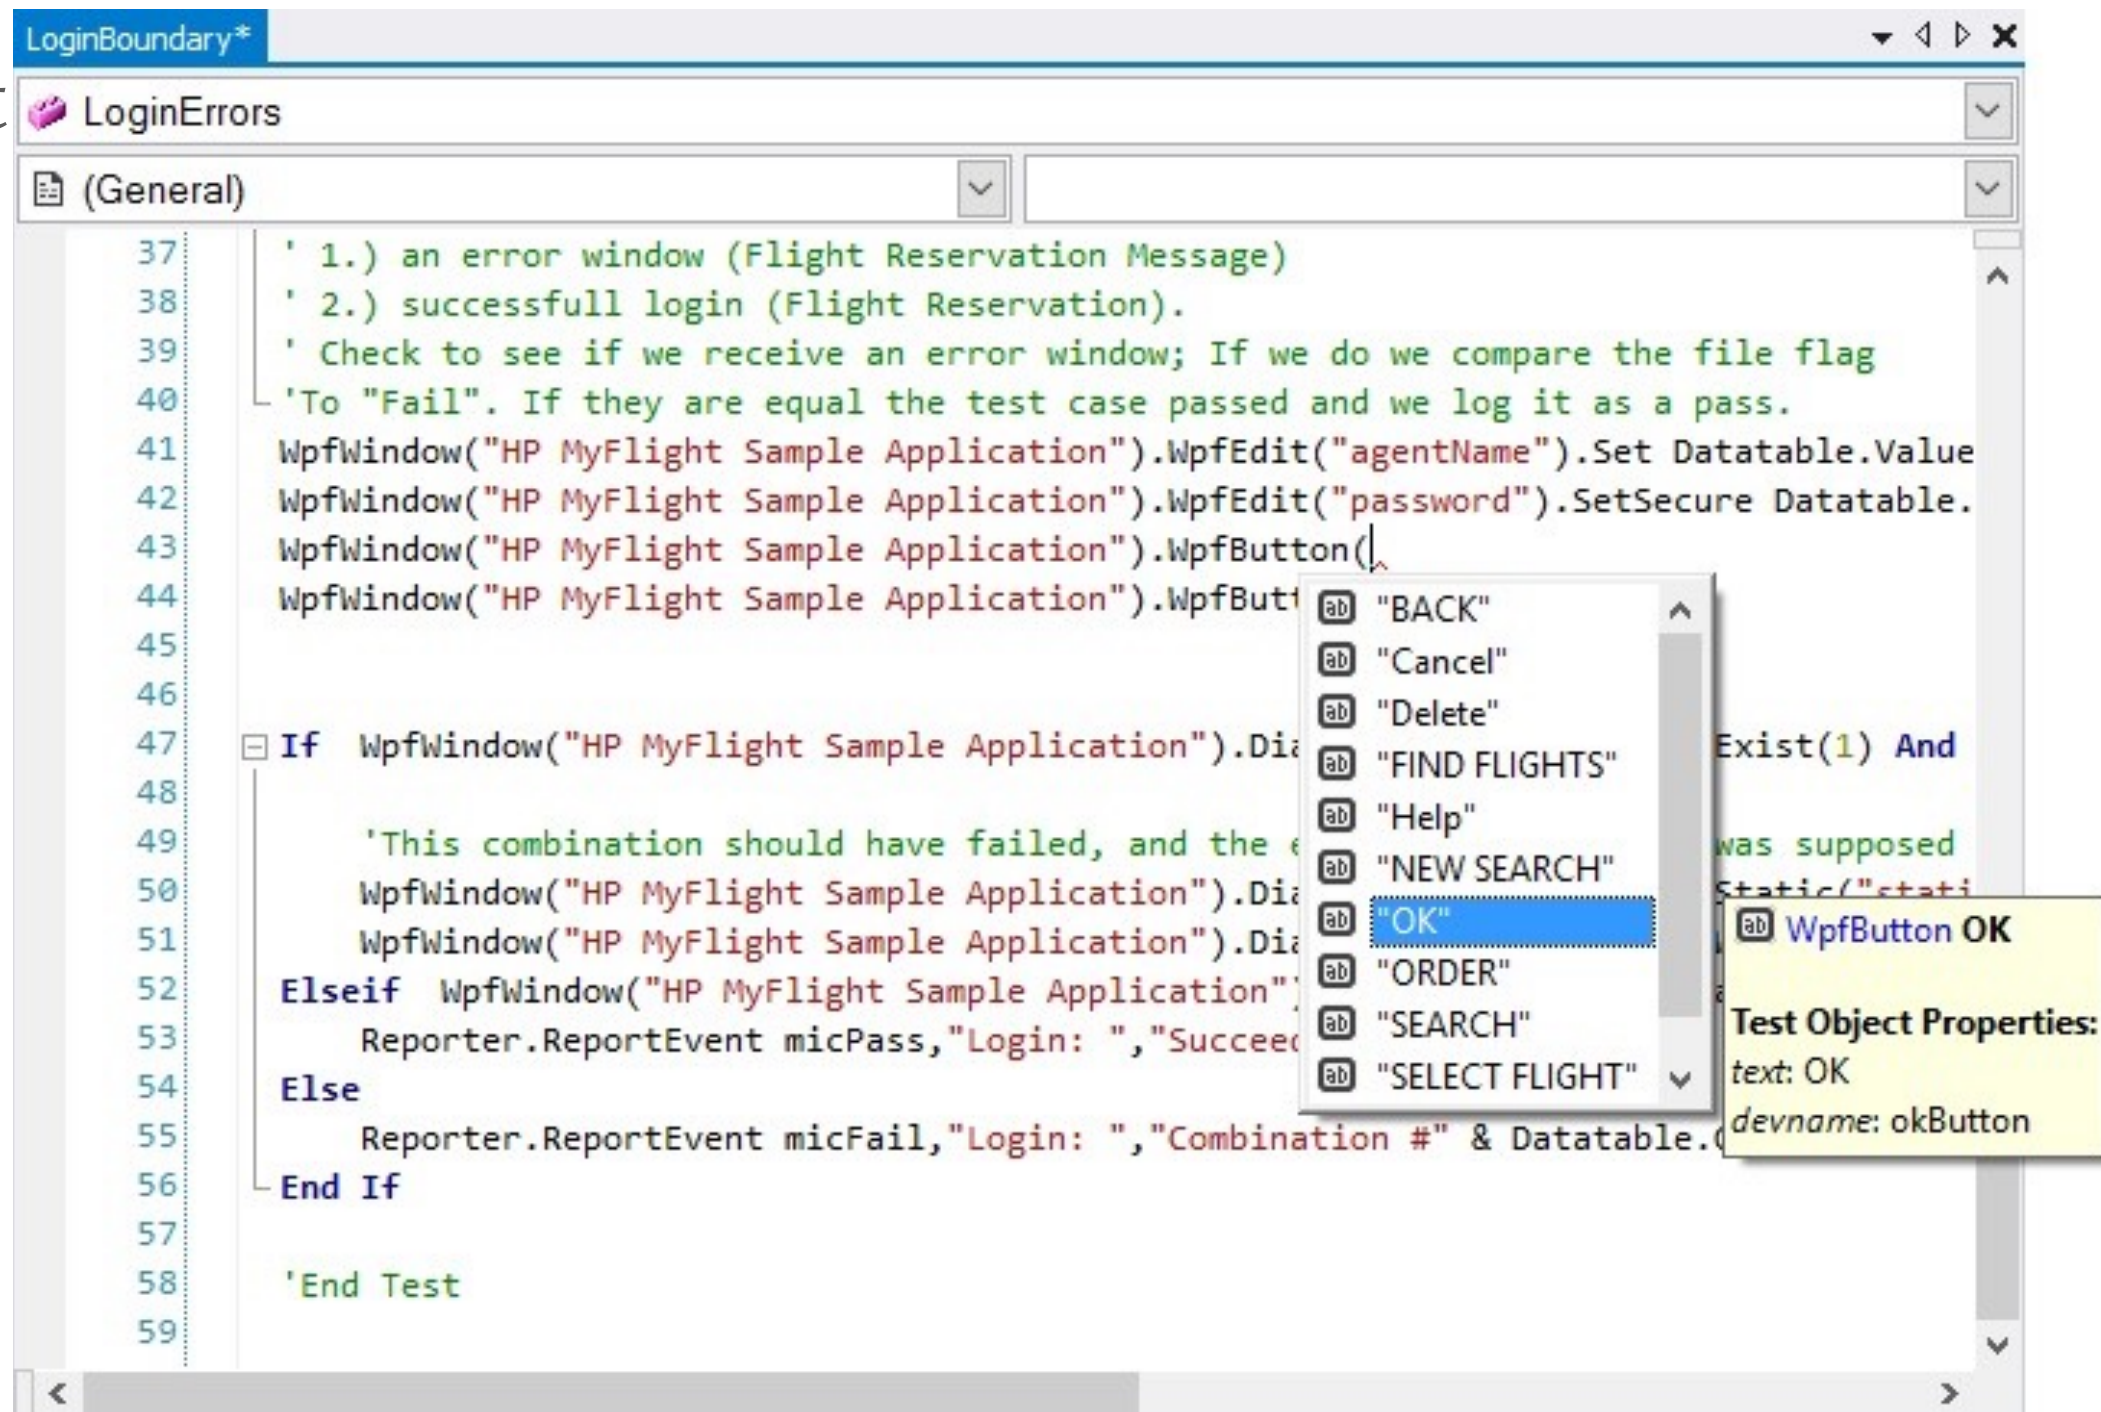 LoginBoundary*
LoginErrors
(General)
37 ' 1.) an error window (Flight Reservation Message)
38 ' 2.) successfull login (Flight Reservation).
39 ' Check to see if we receive an error window; If we do we compare the file flag
40 'To "Fail". If they are equal the test case passed and we log it as a pass.
41 WpfWindow("HP MyFlight Sample Application").WpfEdit("agentName").Set Datatable.Value
42 WpfWindow("HP MyFlight Sample Application").WpfEdit("password").SetSecure Datatable.
43 WpfWindow("HP MyFlight Sample Application").WpfButton(
44 WpfWindow("HP MyFlight Sample Application").WpfButt
45
46
47 If WpfWindow("HP MyFlight Sample Application").Dia Exist(1) And
48
49 'This combination should have failed, and the e was supposed
50 WpfWindow("HP MyFlight Sample Application").Dia Static("stati
51 WpfWindow("HP MyFlight Sample Application").Dia
52 Elseif WpfWindow("HP MyFlight Sample Application")
53 Reporter.ReportEvent micPass,"Login: ","Succeed
54 Else
55 Reporter.ReportEvent micFail,"Login: ","Combination #" & Datatable.
56 End If
57
58 'End Test
59
"BACK"
"Cancel"
"Delete"
"FIND FLIGHTS"
"Help"
"NEW SEARCH"
"OK"
"ORDER"
"SEARCH"
"SELECT FLIGHT"
WpfButton OK
Test Object Properties:
text: OK
devname: okButton